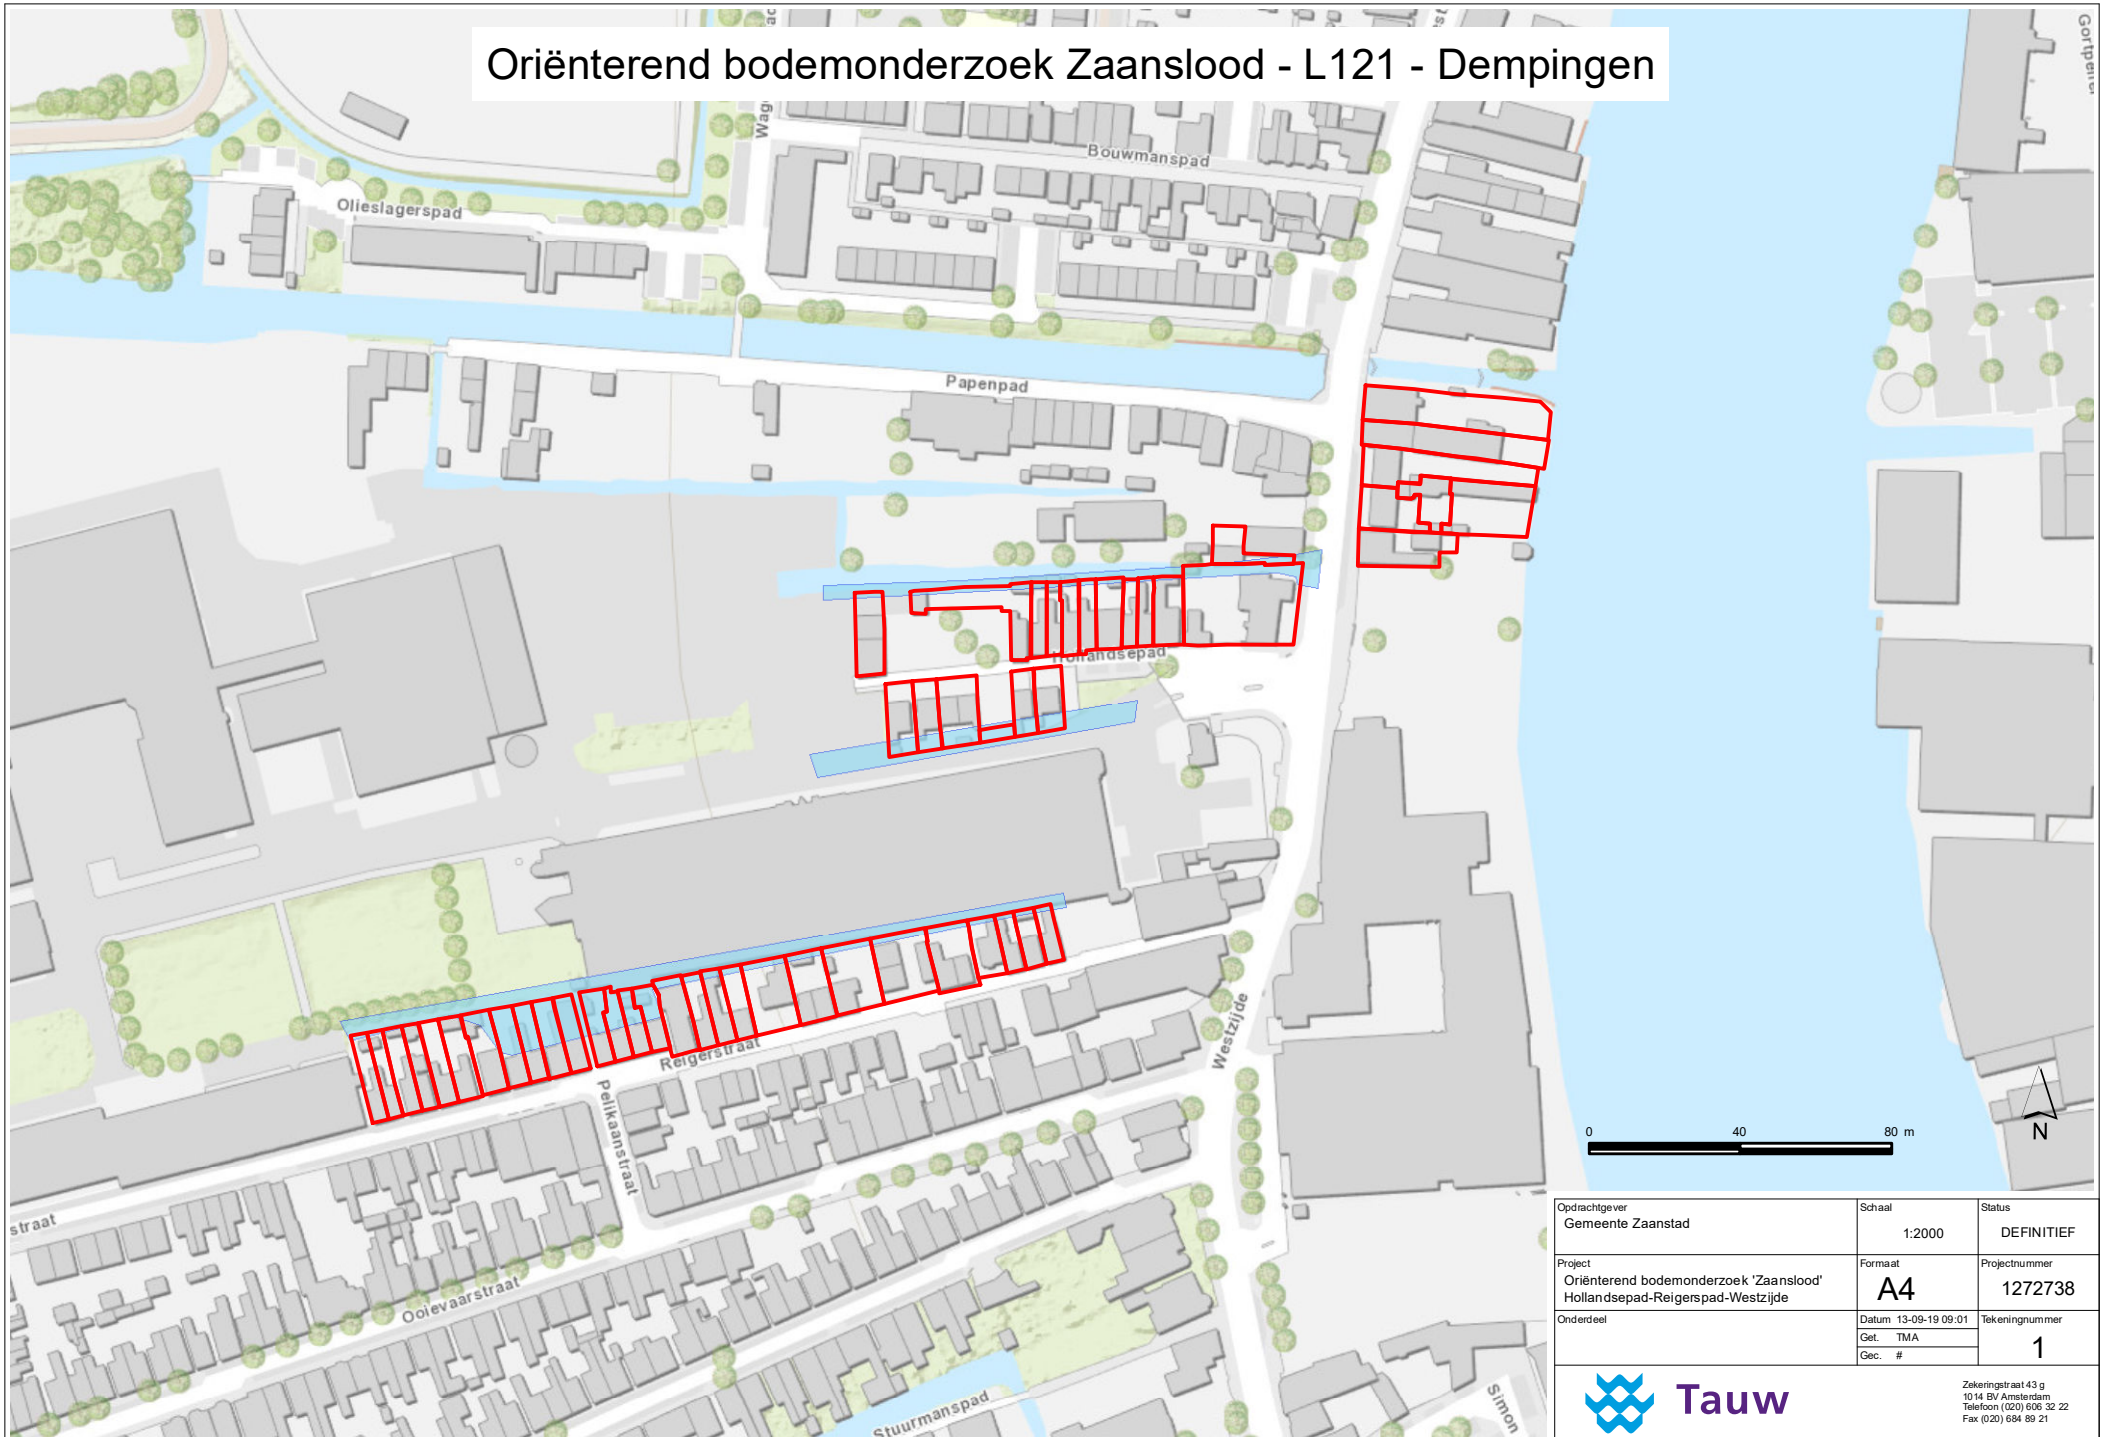 Oriënterend bodemonderzoek Zaanslood - L121 - Dempingen
Bouwmanspad
Olieslagerspad
Papenpad
Hollandsepad
Reigerstraat
Westzijde
Pelikaanstraat
straat
Ooievaarstraat
Stuurmanspad
Simon
0 40 80 m
N
Opdrachtgever
Gemeente Zaanstad
Schaal
1:2000
Status
DEFINITIEF
Project
Oriënterend bodemonderzoek 'Zaanslood'
Hollandsepad-Reigerspad-Westzijde
Formaat
A4
Projectnummer
1272738
Onderdeel
Datum 13-09-19 09:01
Get. TMA
Gec. #
Tekeningnummer
1
Tauw
Zekeringstraat 43 g
1014 BV Amsterdam
Telefoon (020) 606 32 22
Fax (020) 684 89 21